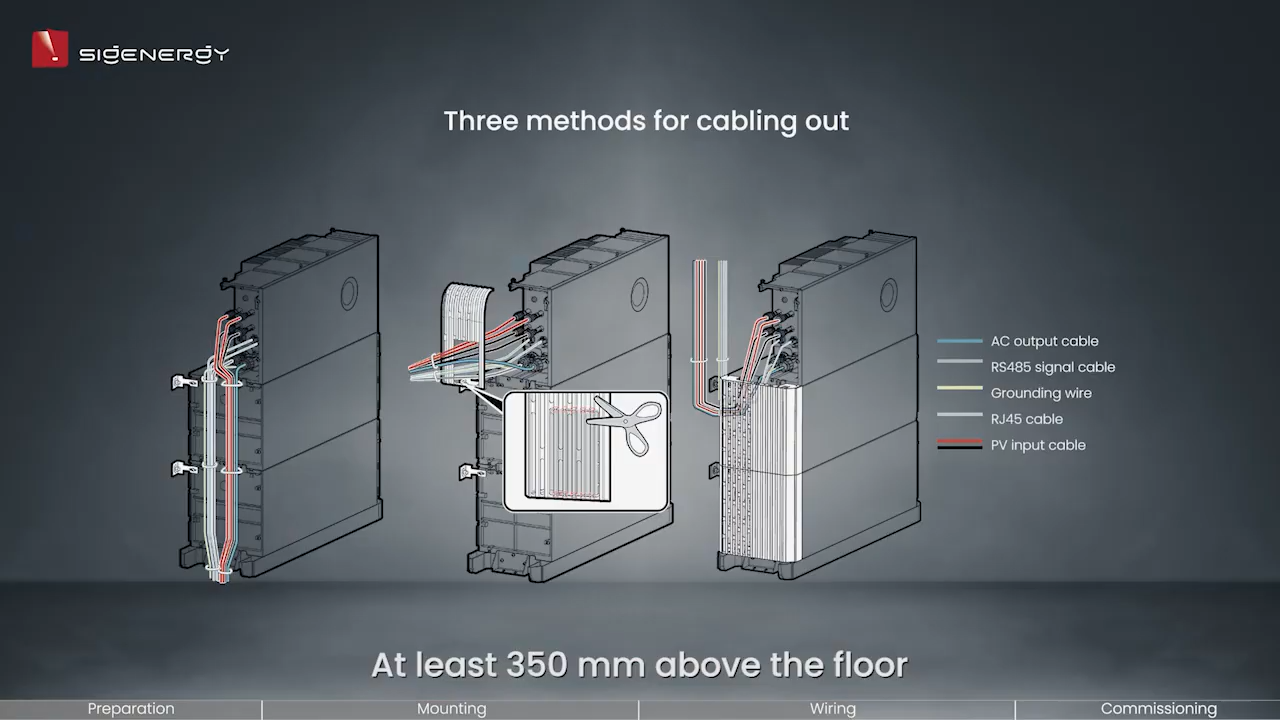 SIGENERGY
Three methods for cabling out
AC output cable
RS485 signal cable
Grounding wire
RJ45 cable
PV input cable
At least 350 mm above the floor
Preparation
Mounting
Wiring
Commissioning